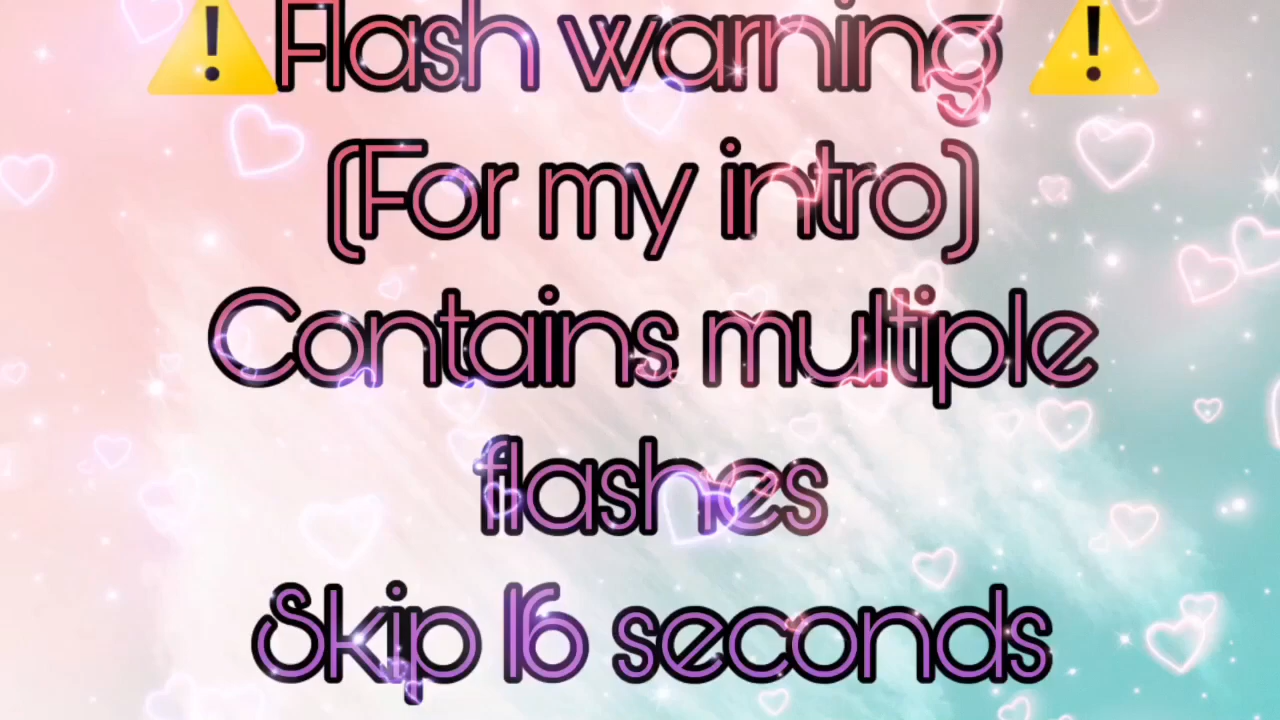 ⚠️Flash warning ⚠️
(For my intro)
Contains multiple
flashes
Skip 16 seconds